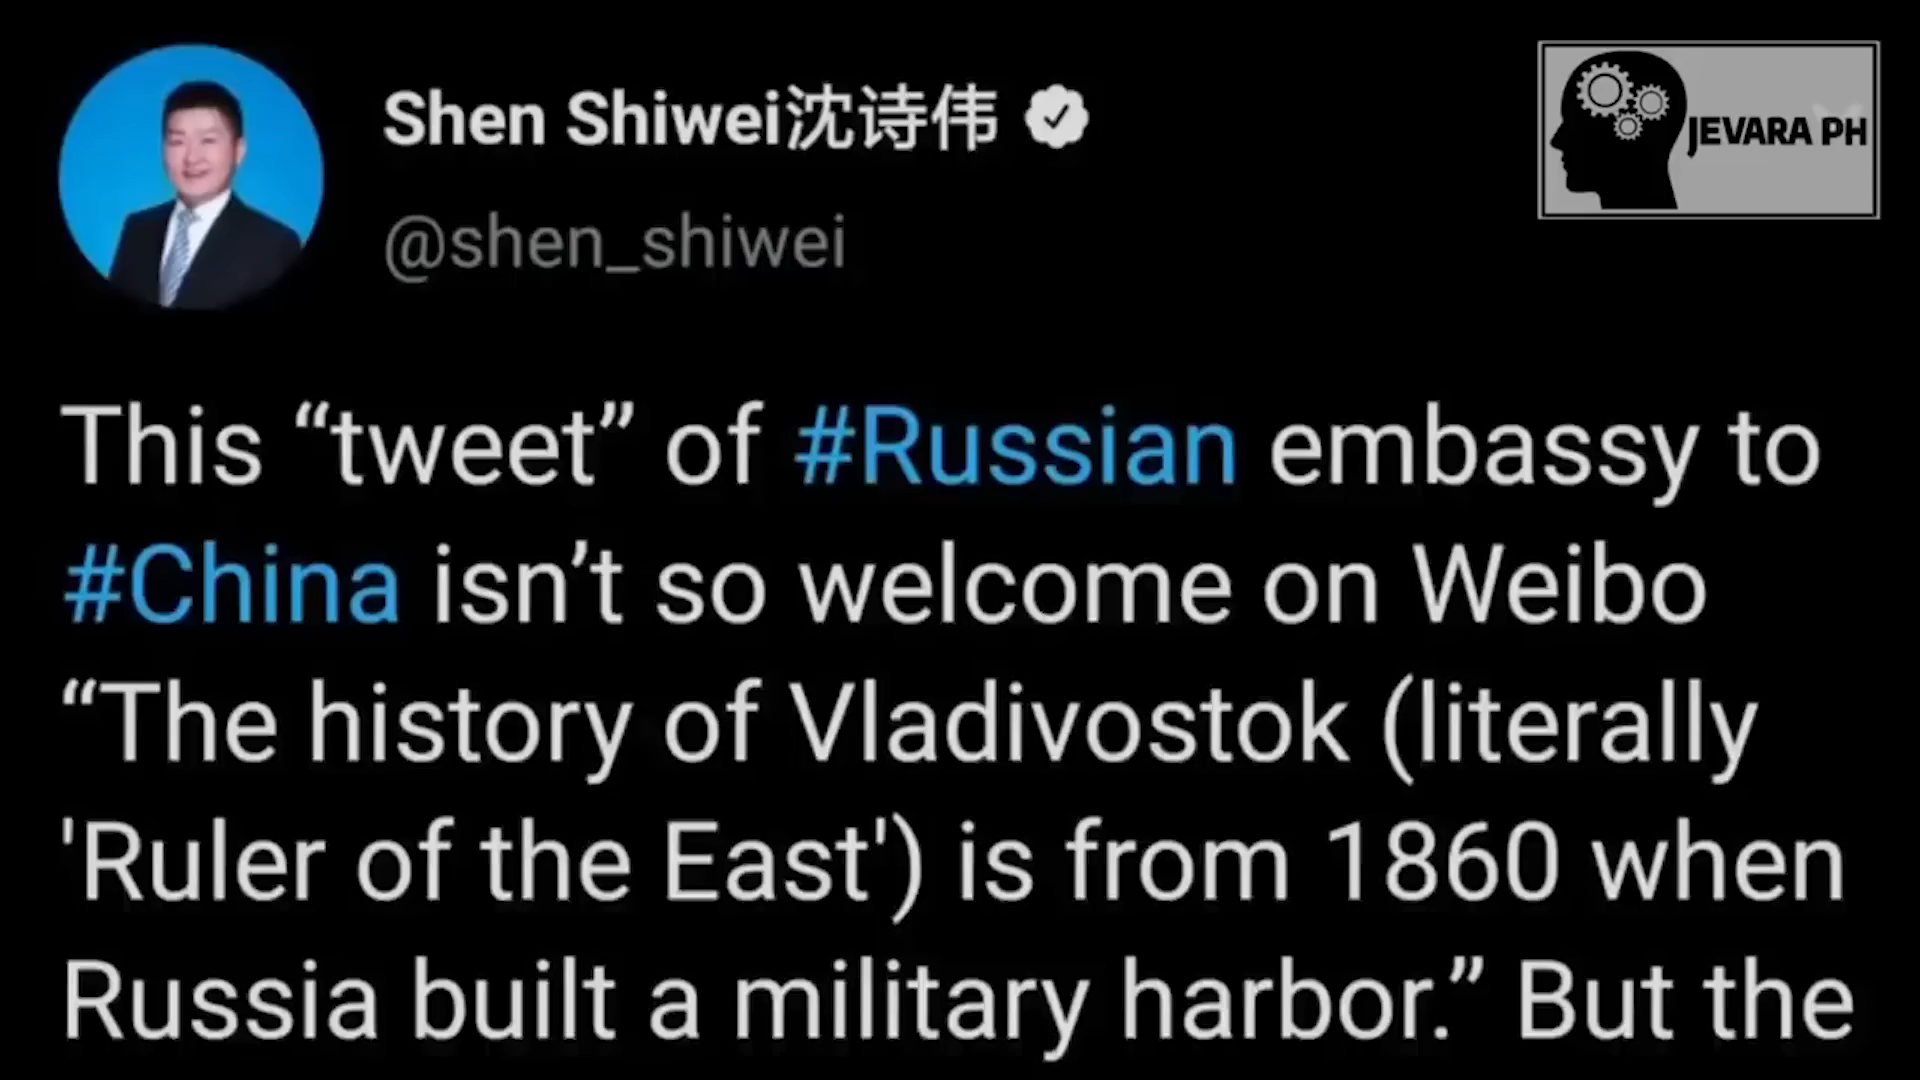 Shen Shiwei沈诗伟
@shen_shiwei
JEVARA PH
This “tweet” of #Russian embassy to
#China isn’t so welcome on Weibo
“The history of Vladivostok (literally
'Ruler of the East') is from 1860 when
Russia built a military harbor.” But the